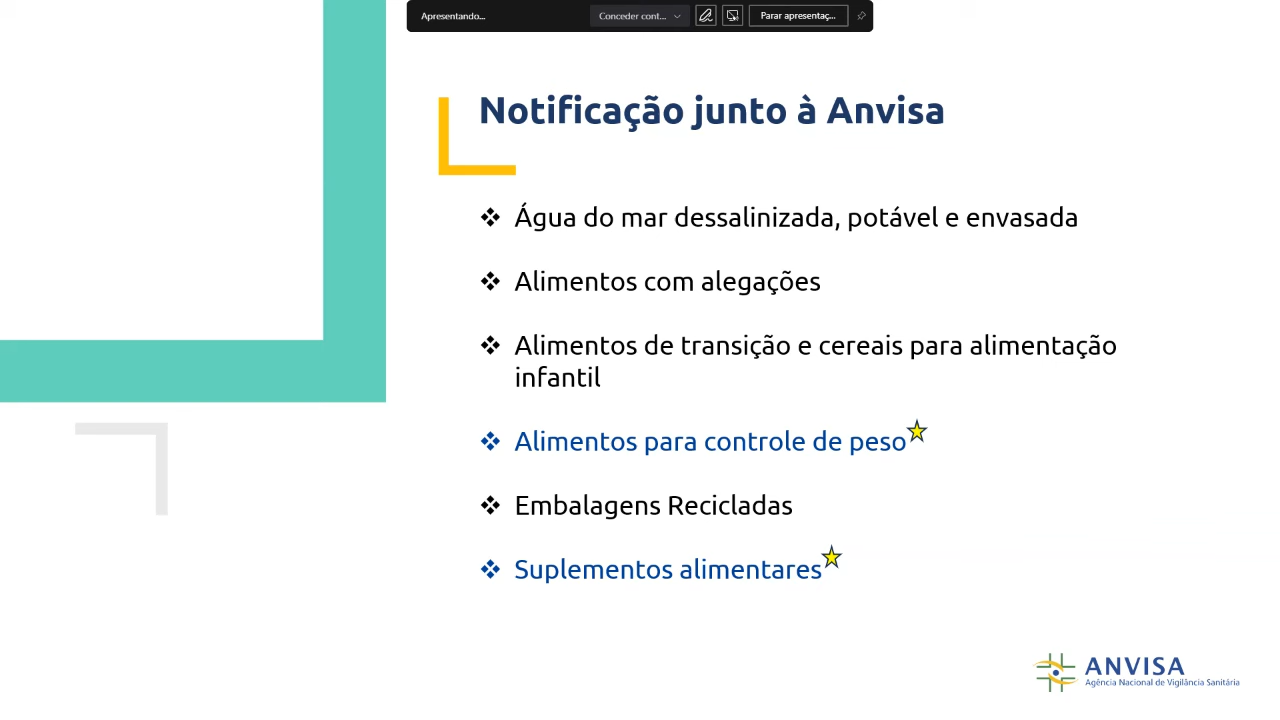 Apresentando...
Conceder cont...
Parar apresentaç...
Notificação junto à Anvisa
Água do mar dessalinizada, potável e envasada
Alimentos com alegações
Alimentos de transição e cereais para alimentação
infantil
Alimentos para controle de peso
Embalagens Recicladas
Suplementos alimentares
ANVISA
Agência Nacional de Vigilância Sanitária